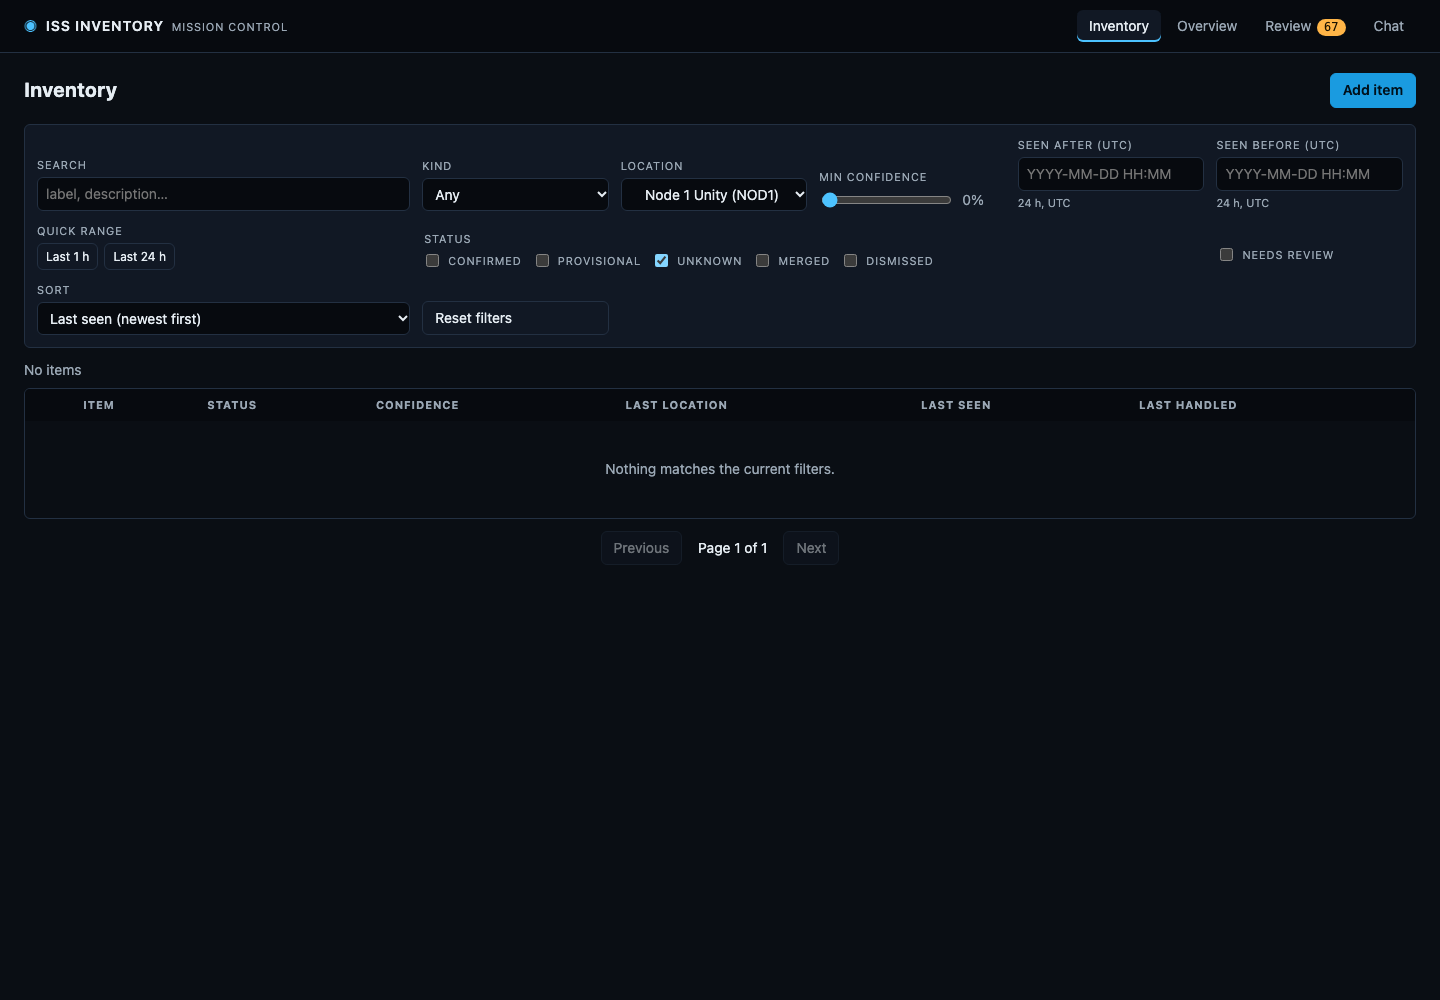 ISS INVENTORY MISSION CONTROL
Inventory Overview Review 67 Chat
Inventory
Add item
SEARCH
label, description...
KIND
Any
LOCATION
Node 1 Unity (NOD1)
MIN CONFIDENCE
0%
SEEN AFTER (UTC)
YYYY-MM-DD HH:MM
24 h, UTC
SEEN BEFORE (UTC)
YYYY-MM-DD HH:MM
24 h, UTC
QUICK RANGE
Last 1 h Last 24 h
STATUS
CONFIRMED PROVISIONAL UNKNOWN MERGED DISMISSED
NEEDS REVIEW
SORT
Last seen (newest first)
Reset filters
No items
ITEM STATUS CONFIDENCE LAST LOCATION LAST SEEN LAST HANDLED
Nothing matches the current filters.
Previous Page 1 of 1 Next